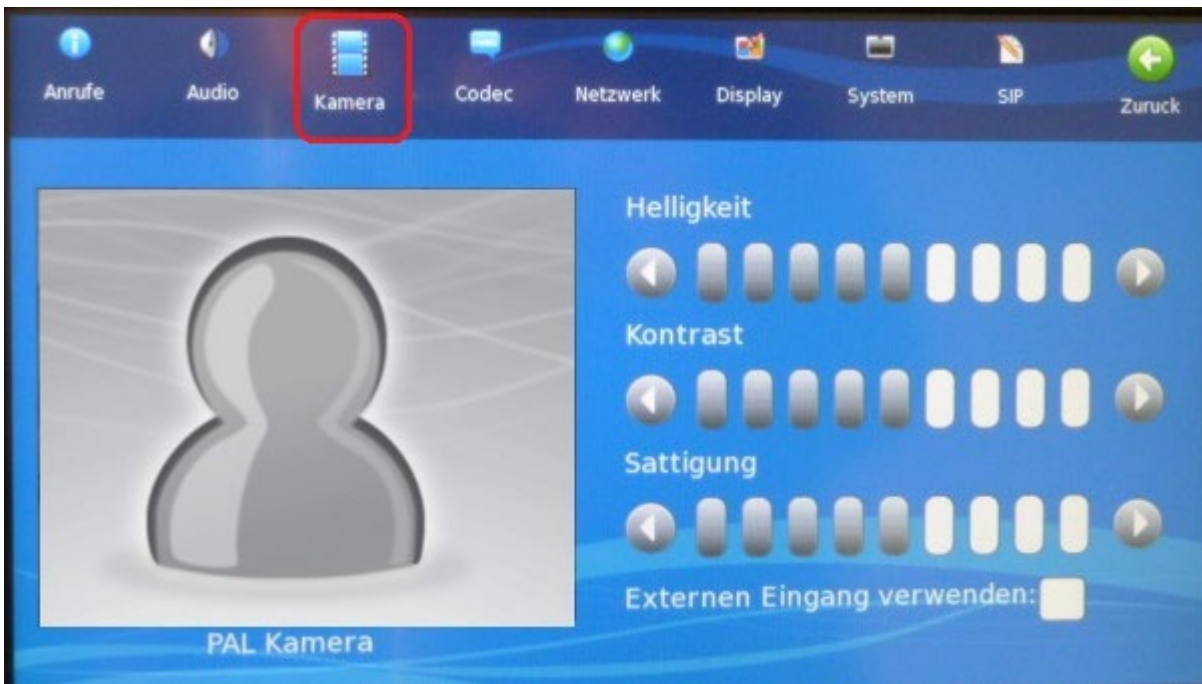 Anrufe
Audio
Kamera
Codec
Netzwerk
Display
System
SIP
Zuruck
Helligkeit
Kontrast
Sattigung
Externen Eingang verwenden:
PAL Kamera